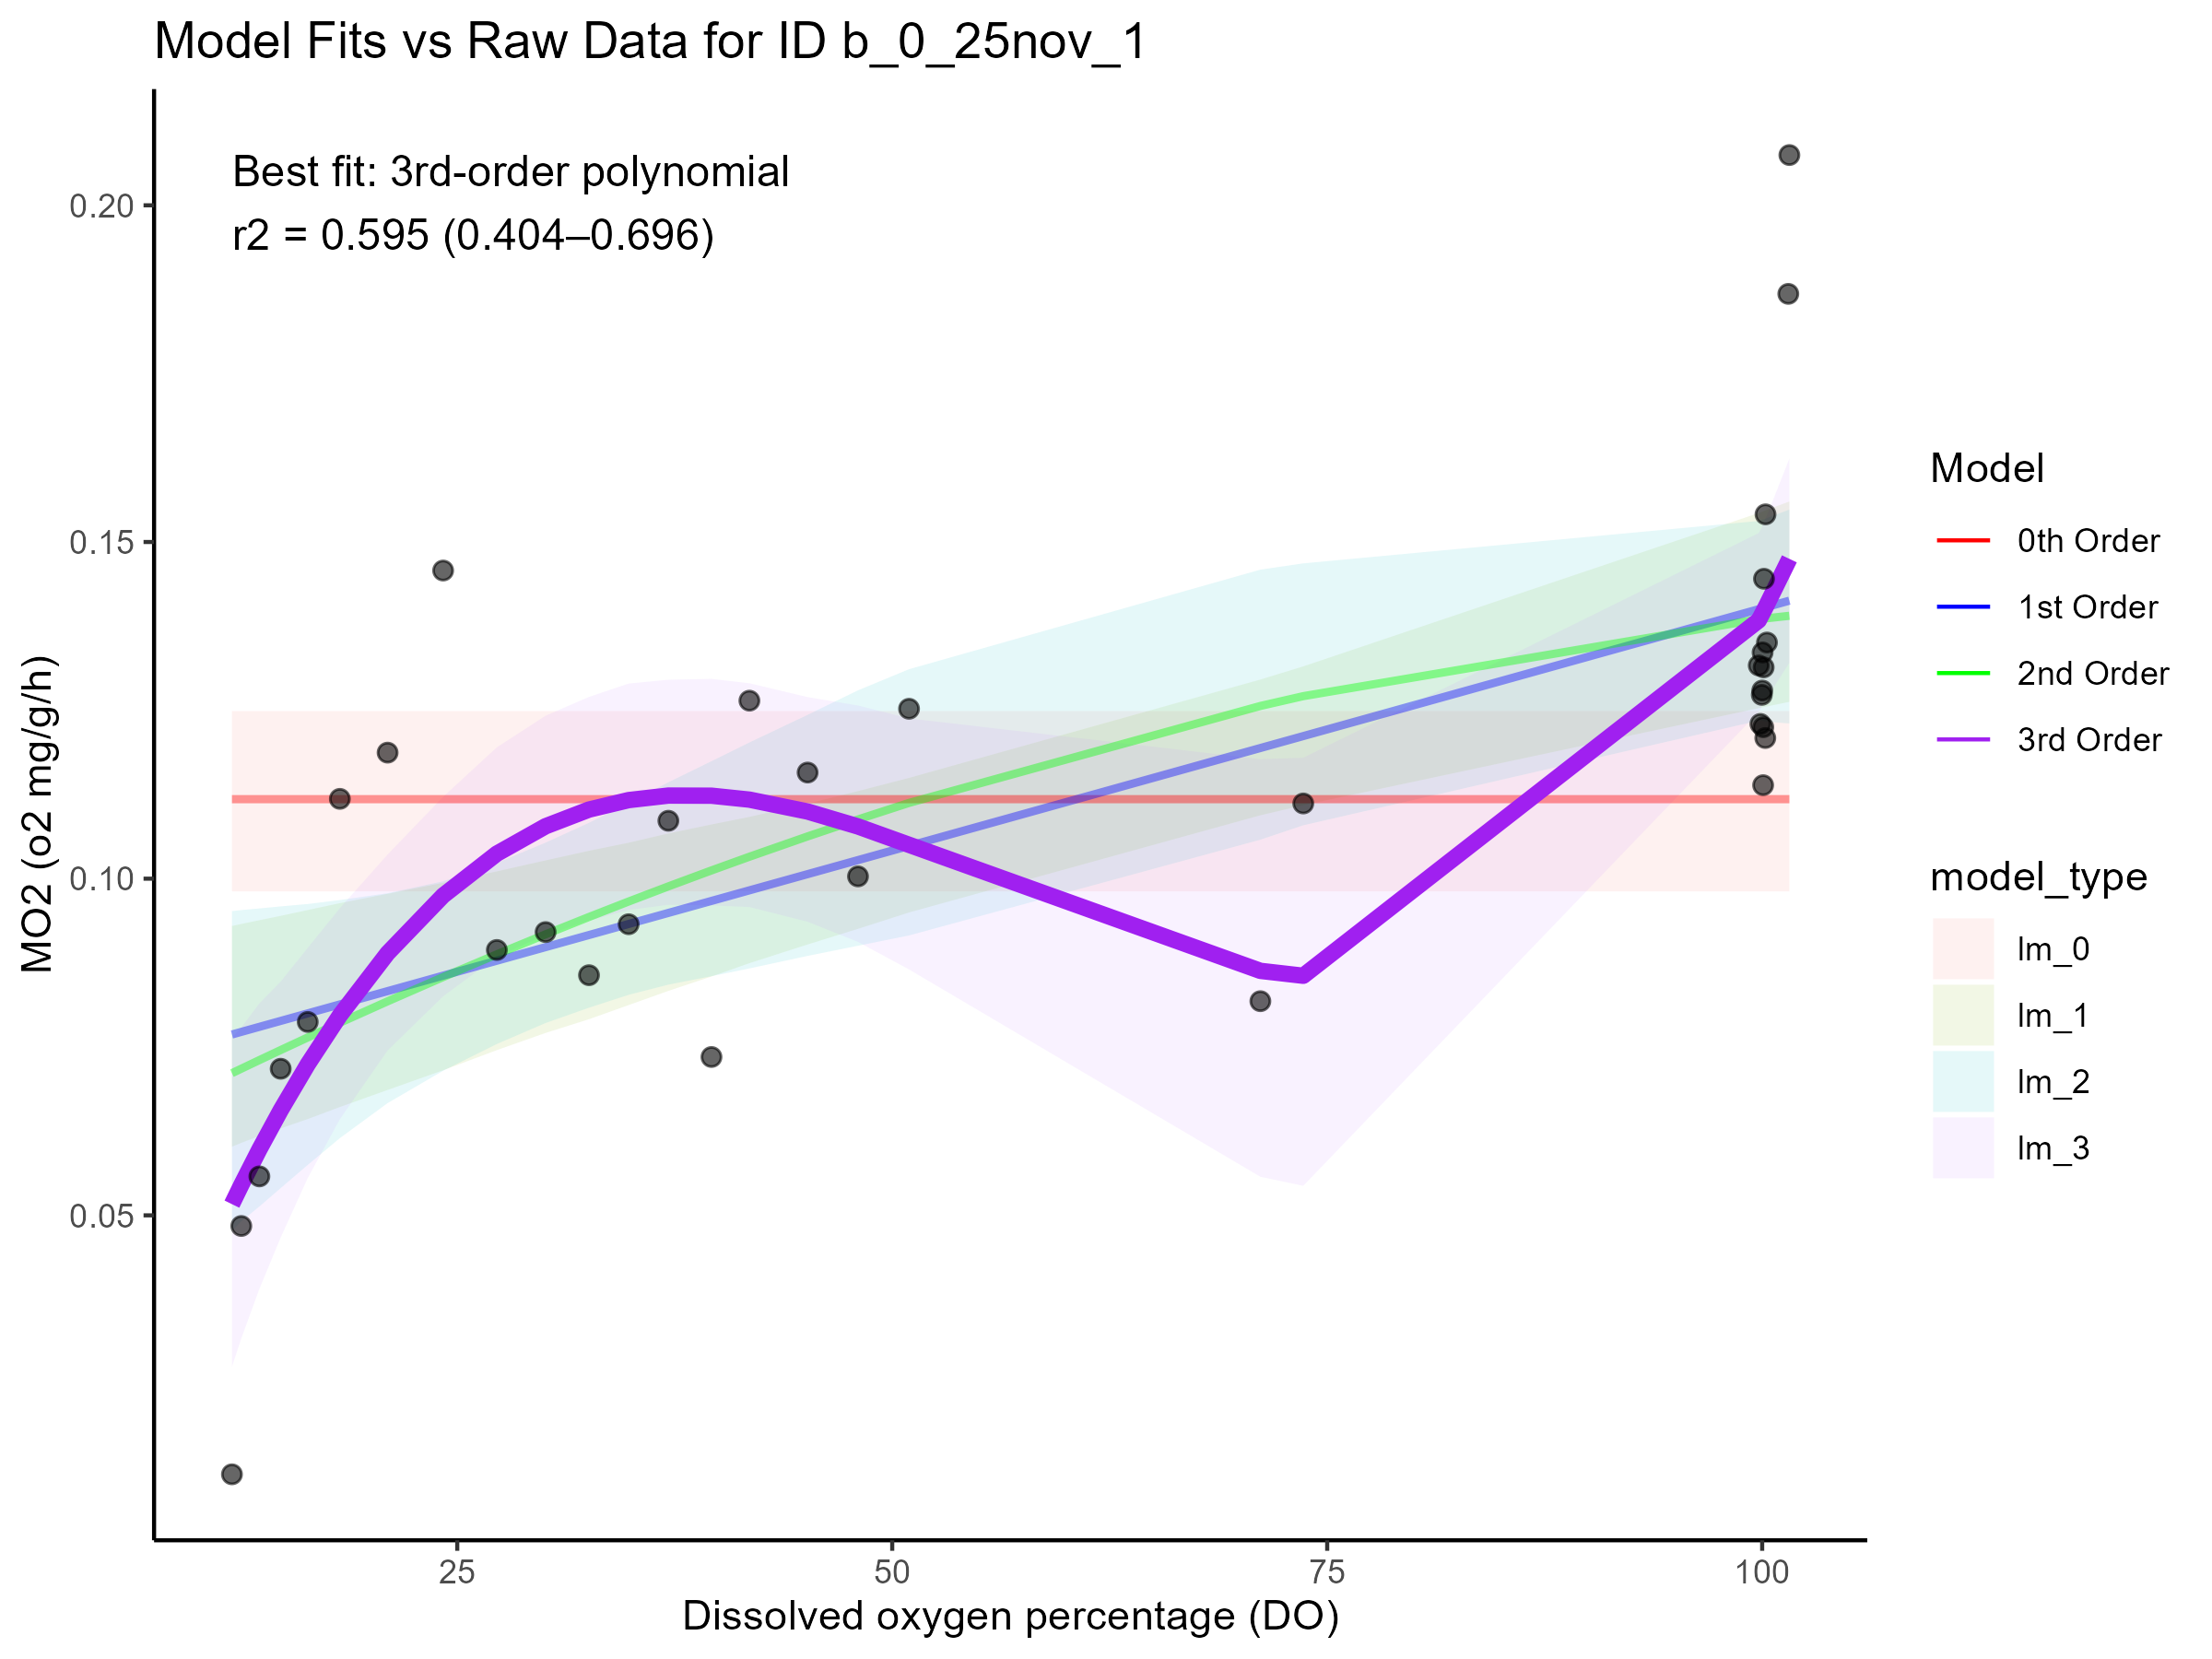 Model Fits vs Raw Data for ID b_0_25nov_1
Best fit: 3rd-order polynomial
r2 = 0.595 (0.404–0.696)
MO2 (o2 mg/g/h)
0.20
0.15
0.10
0.05
25
50
75
100
Dissolved oxygen percentage (DO)
Model
0th Order
1st Order
2nd Order
3rd Order
model_type
lm_0
lm_1
lm_2
lm_3